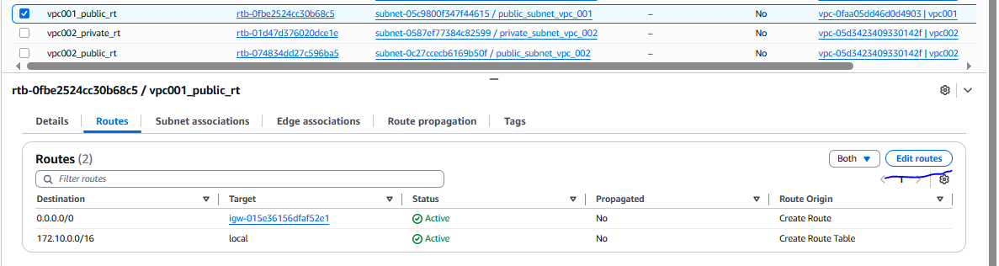 vpc001_public_rt rtb-0fbe2524cc30b68c5 subnet-05c9800f347f44615 / public_subnet_vpc_001 – No vpc-0faa05dd46d0d4903 | vpc001
vpc002_private_rt rtb-01d47d376020dce1e subnet-0587ef77384c82599 / private_subnet_vpc_002 – No vpc-05d3423409330142f | vpc002
vpc002_public_rt rtb-074834dd27c596ba5 subnet-0c27ccecb6169b50f / public_subnet_vpc_002 – No vpc-05d3423409330142f | vpc002
rtb-0fbe2524cc30b68c5 / vpc001_public_rt
Details Routes Subnet associations Edge associations Route propagation Tags
Routes (2) Both Edit routes
Filter routes 1
Destination Target Status Propagated Route Origin
0.0.0.0/0 igw-015e36156dfaf52e1 Active No Create Route
172.10.0.0/16 local Active No Create Route Table